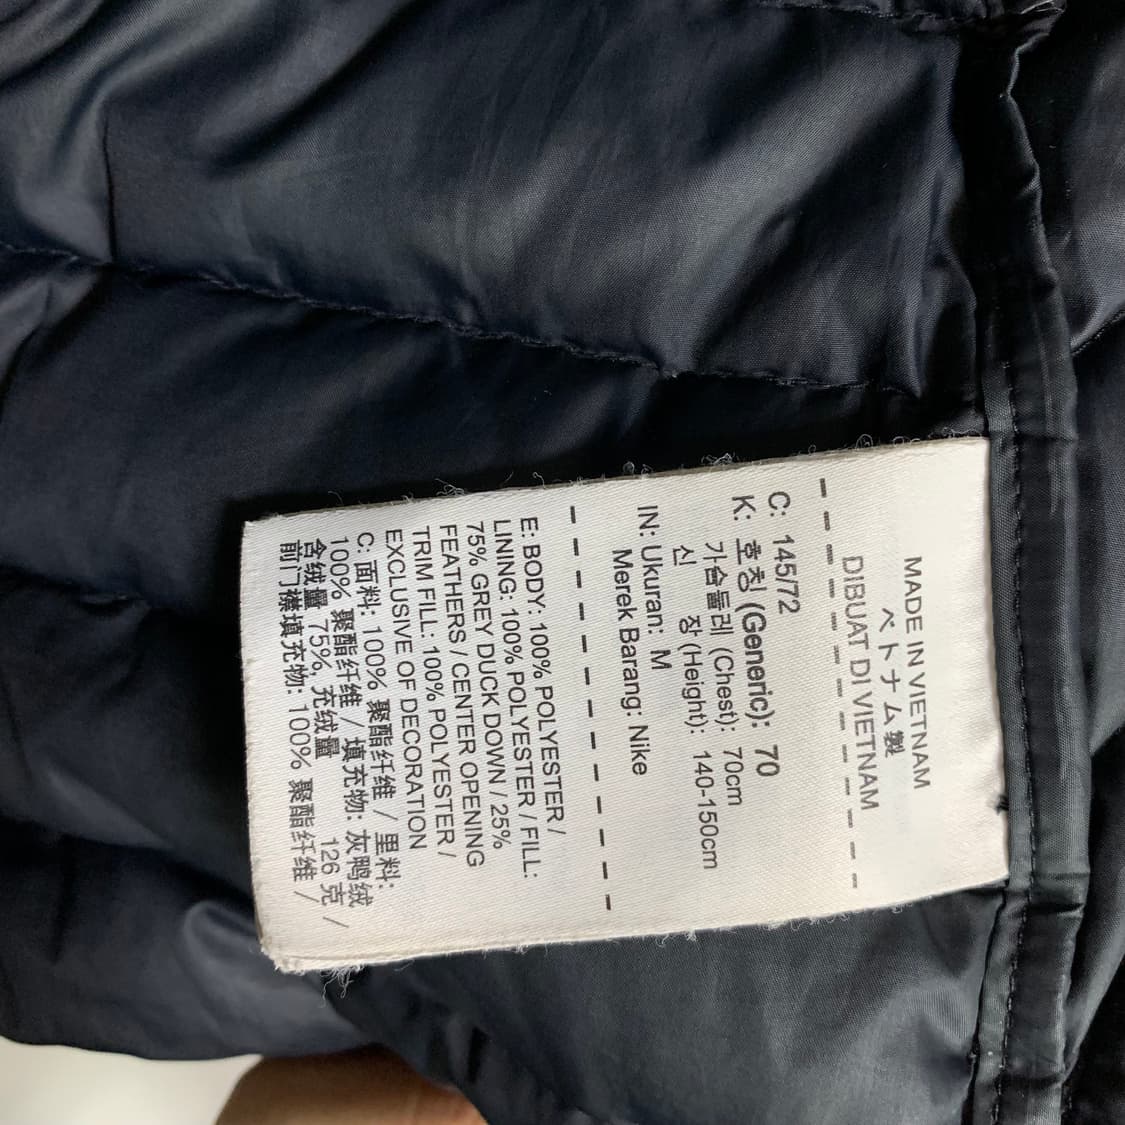 MADE IN VIETNAM
ベトナム製
DIBUAT DI VIETNAM
C: 145/72
K: 호칭 (Generic): 70
가슴둘레 (Chest): 70cm
신 장 (Height): 140-150cm
IN: Ukuran: M
Merek Barang: Nike
E: BODY: 100% POLYESTER /
LINING: 100% POLYESTER / FILL:
75% GREY DUCK DOWN / 25%
FEATHERS / CENTER OPENING
TRIM FILL: 100% POLYESTER /
EXCLUSIVE OF DECORATION
C: 面料: 100% 聚酯纤维 / 里料:
100% 聚酯纤维 / 填充物: 灰鸭绒
含绒量 75%, 充绒量 126 克 /
前门襟填充物: 100% 聚酯纤维 /